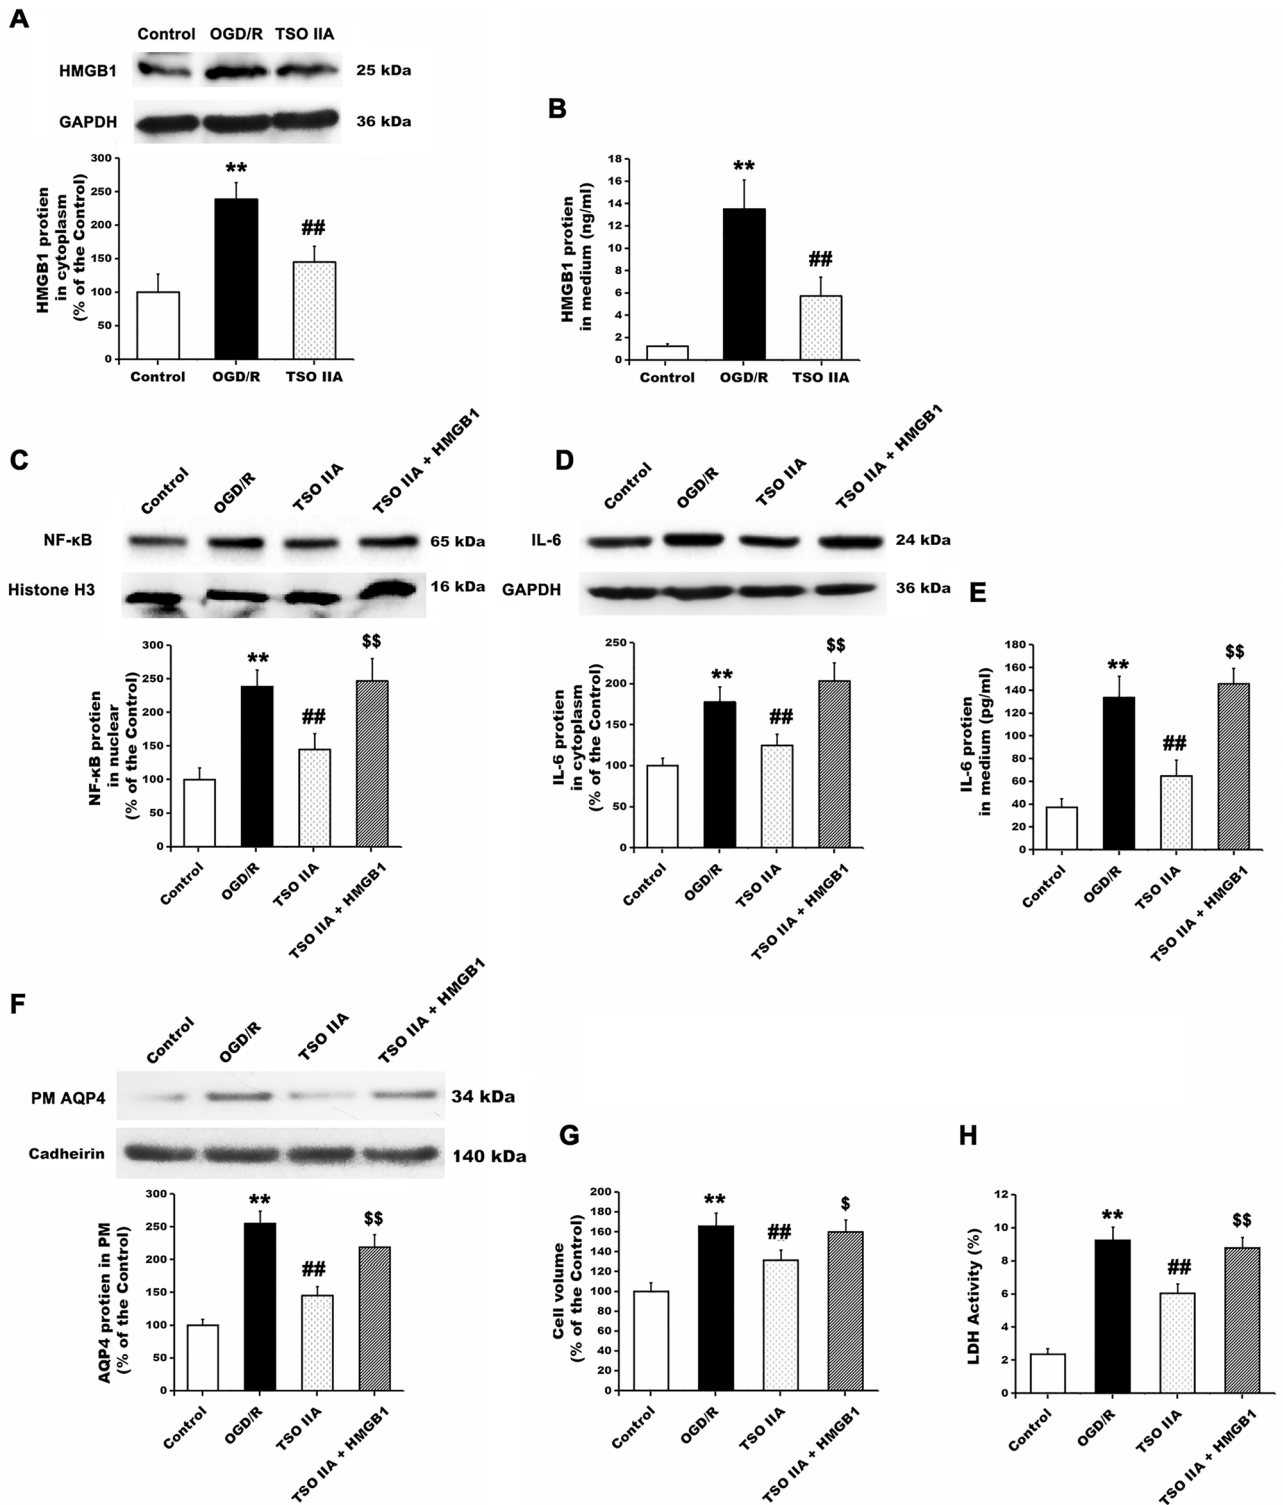 A
Control OGD/R TSO IIA
HMGB1 25 kDa
GAPDH 36 kDa
HMGB1 protien
in cytoplasm
(% of the Control)
300
250
200
150
100
50
0
**
##
Control OGD/R TSO IIA
B
HMGB1 protien
in medium (ng/ml)
18
16
14
12
10
8
6
4
2
0
**
##
Control OGD/R TSO IIA
C
Control OGD/R TSO IIA TSO IIA + HMGB1
NF-κB 65 kDa
Histone H3 16 kDa
NF-κB protien
in nuclear
(% of the Control)
300
250
200
150
100
50
0
**
##
$$
Control OGD/R TSO IIA TSO IIA + HMGB1
D
Control OGD/R TSO IIA TSO IIA + HMGB1
IL-6 24 kDa
GAPDH 36 kDa
IL-6 protien
in cytoplasm
(% of the Control)
250
200
150
100
50
0
**
##
$$
Control OGD/R TSO IIA TSO IIA + HMGB1
E
IL-6 protien
in medium (pg/ml)
180
160
140
120
100
80
60
40
20
0
**
##
$$
Control OGD/R TSO IIA TSO IIA + HMGB1
F
Control OGD/R TSO IIA TSO IIA + HMGB1
PM AQP4 34 kDa
Cadheirin 140 kDa
AQP4 protien in PM
(% of the Control)
300
250
200
150
100
50
0
**
##
$$
Control OGD/R TSO IIA TSO IIA + HMGB1
G
Cell volume
(% of the Control)
200
180
160
140
120
100
80
60
40
20
0
**
##
$
Control OGD/R TSO IIA TSO IIA + HMGB1
H
LDH Activity (%)
12
10
8
6
4
2
0
**
##
$$
Control OGD/R TSO IIA TSO IIA + HMGB1